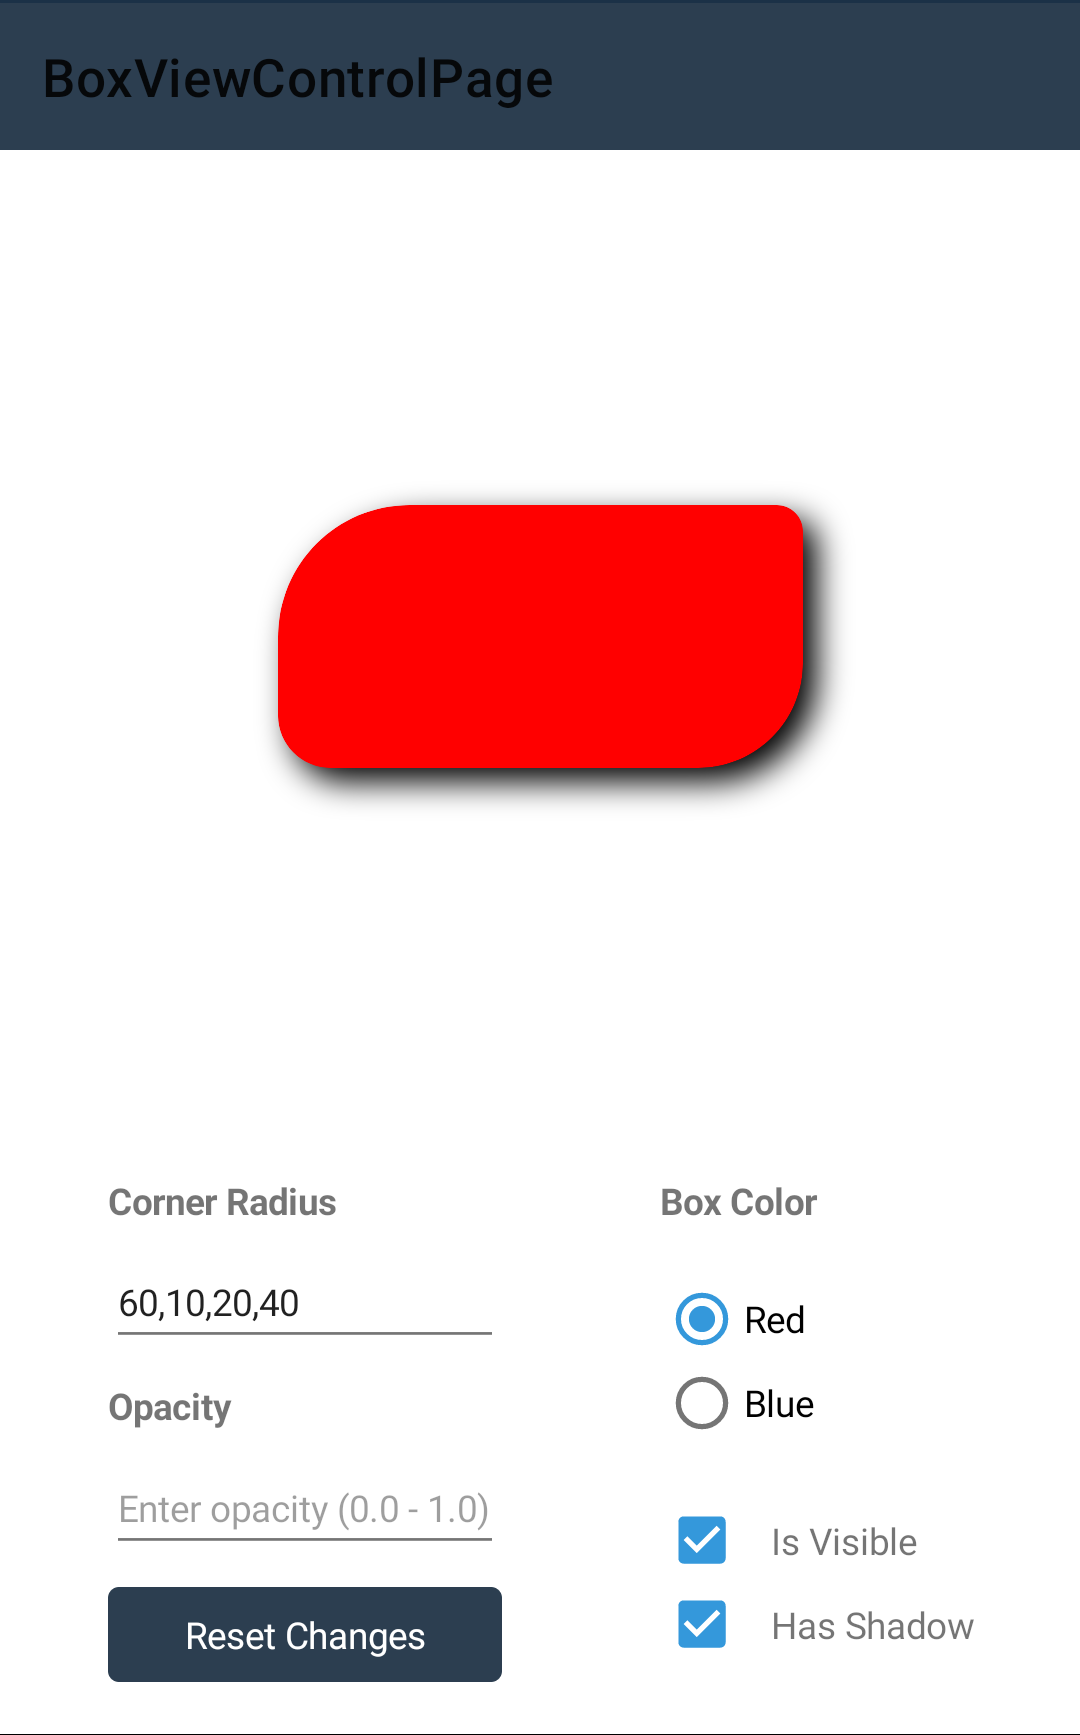 BoxViewControlPage
Corner Radius
60,10,20,40
Opacity
Enter opacity (0.0 - 1.0)
Reset Changes
Box Color
Red
Blue
Is Visible
Has Shadow